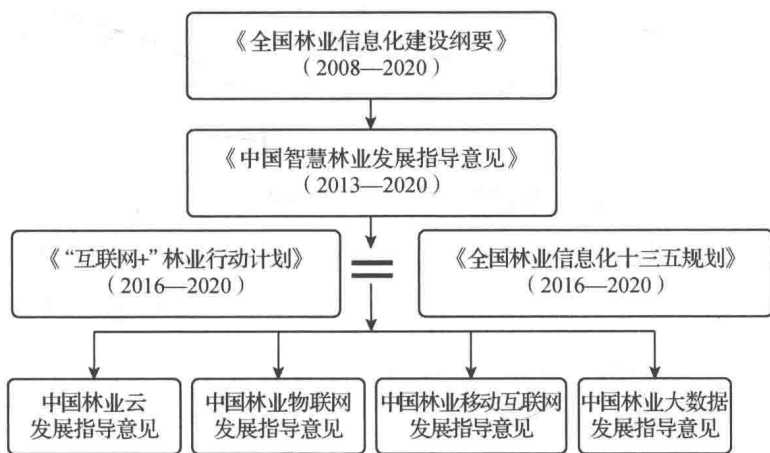 《全国林业信息化建设纲要》
（2008—2020）
《中国智慧林业发展指导意见》
（2013—2020）
《“互联网+”林业行动计划》
（2016—2020）
《全国林业信息化十三五规划》
（2016—2020）
中国林业云
发展指导意见
中国林业物联网
发展指导意见
中国林业移动互联网
发展指导意见
中国林业大数据
发展指导意见